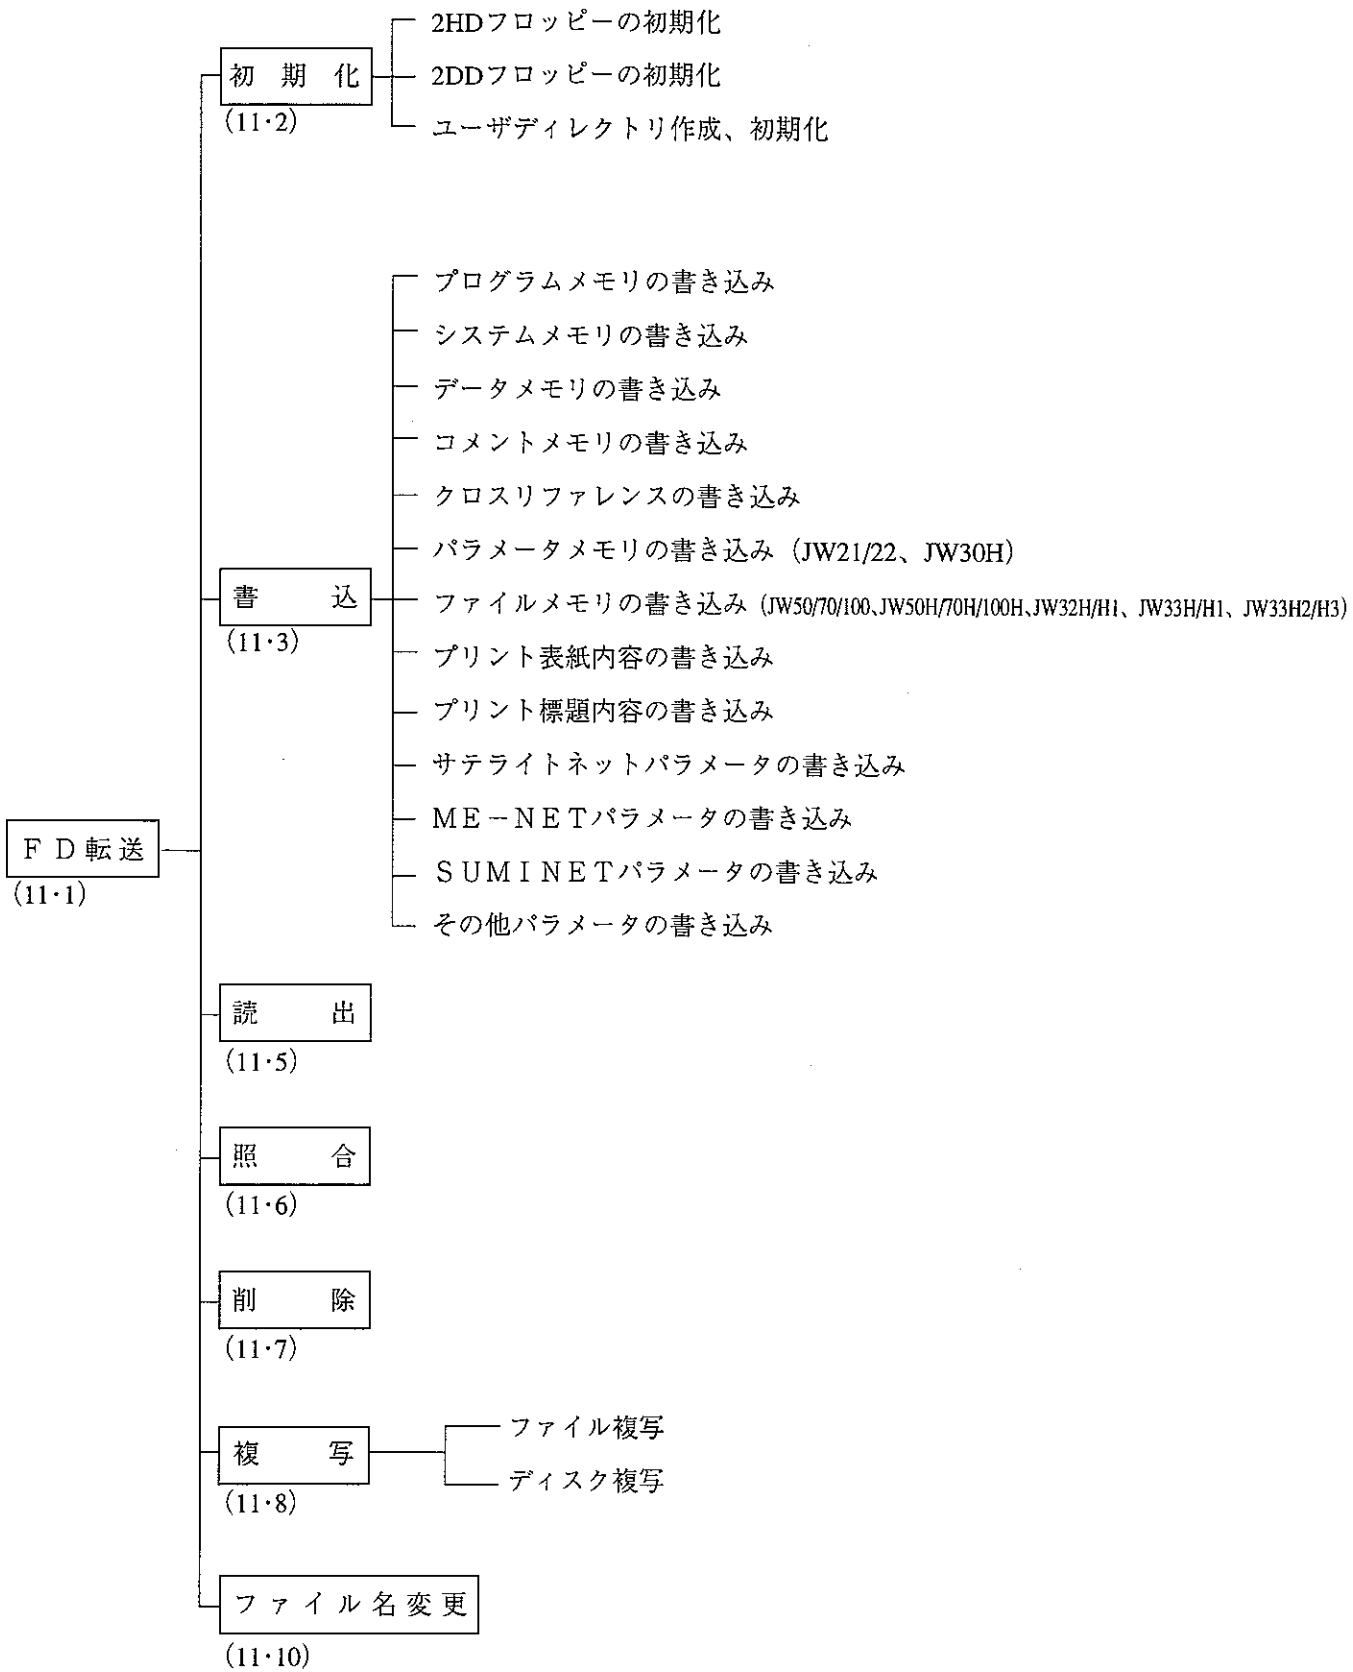 2HDフロッピーの初期化
初期化
2DDフロッピーの初期化
(11・2)
ユーザディレクトリ作成、初期化
プログラムメモリの書き込み
システムメモリの書き込み
データメモリの書き込み
コメントメモリの書き込み
クロスリファレンスの書き込み
パラメータメモリの書き込み（JW21/22、JW30H）
書込
ファイルメモリの書き込み（JW50/70/100、JW50H/70H/100H、JW32H/H1、JW33H/H1、JW33H2/H3）
(11・3)
プリント表紙内容の書き込み
プリント標題内容の書き込み
サテライトネットパラメータの書き込み
ME－NETパラメータの書き込み
FD転送
(11・1)
SUMINETパラメータの書き込み
その他パラメータの書き込み
読出
(11・5)
照合
(11・6)
削除
(11・7)
ファイル複写
複写
ディスク複写
(11・8)
ファイル名変更
(11・10)